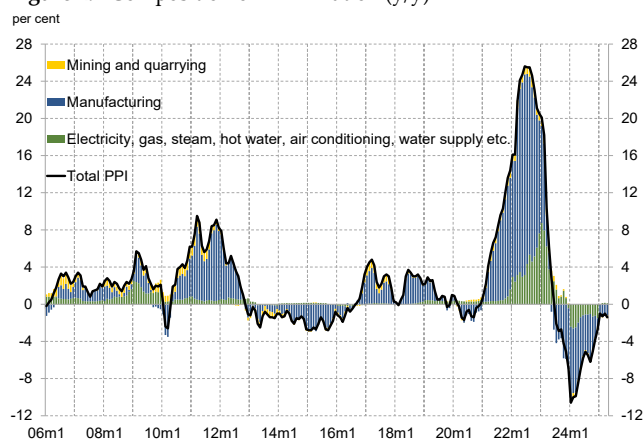 per cent
28 28
24 24
Mining and quarrying
20 20
Manufacturing
16 16
Electricity, gas, steam, hot water, air conditioning, water supply etc.
12 12
Total PPI
8 8
4 4
0 0
-4 -4
-8 -8
-12 -12
06m1 08m1 10m1 12m1 14m1 16m1 18m1 20m1 22m1 24m1